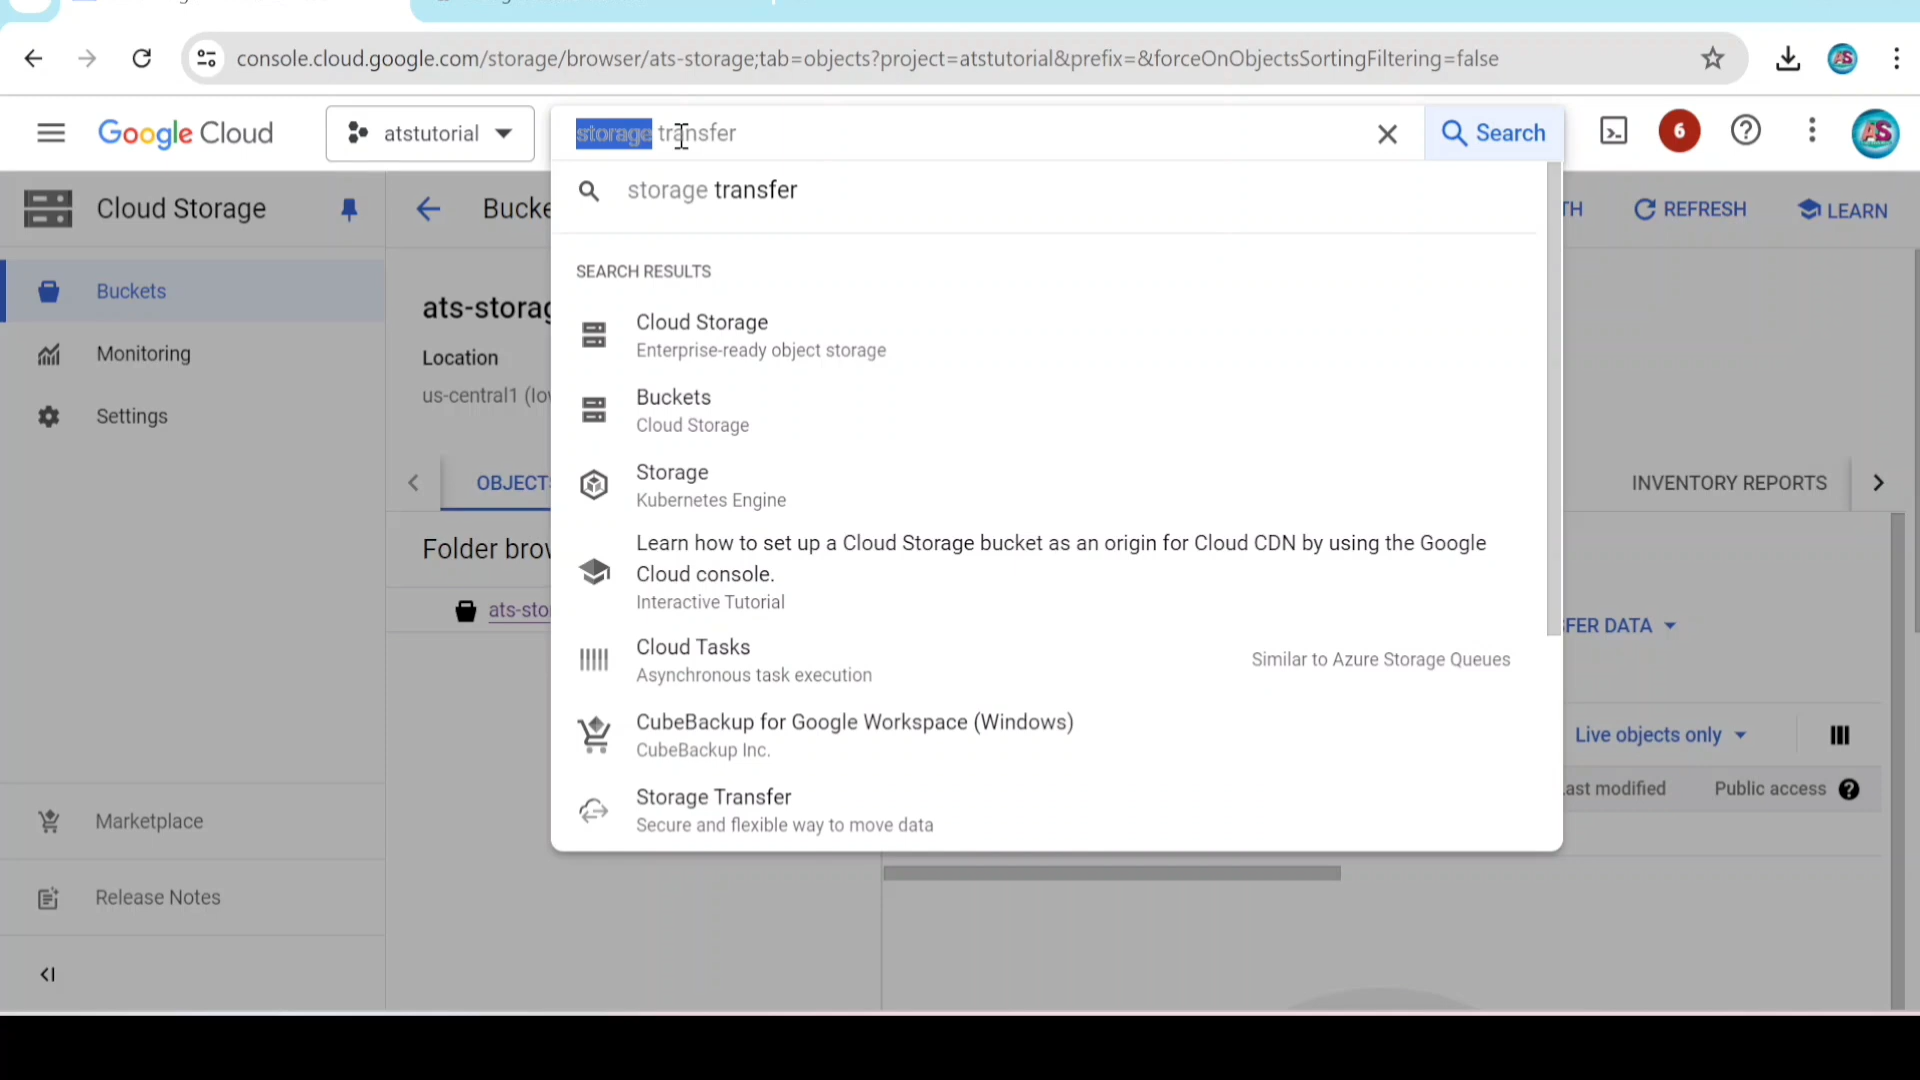 console.cloud.google.com/storage/browser/ats-storage;tab=objects?project=atstutorial&prefix=&forceOnObjectsSortingFiltering=false
Google Cloud
atstutorial
storage transfer
Search
6
Cloud Storage
Bucke
TH
REFRESH
LEARN
storage transfer
SEARCH RESULTS
Cloud Storage
Enterprise-ready object storage
Buckets
Cloud Storage
Storage
Kubernetes Engine
Learn how to set up a Cloud Storage bucket as an origin for Cloud CDN by using the Google
Cloud console.
Interactive Tutorial
Cloud Tasks
Asynchronous task execution
Similar to Azure Storage Queues
CubeBackup for Google Workspace (Windows)
CubeBackup Inc.
Storage Transfer
Secure and flexible way to move data
Buckets
Monitoring
Settings
Marketplace
Release Notes
ats-storag
Location
us-central1 (lo
OBJECTS
INVENTORY REPORTS
Folder bro
ats-sto
FER DATA
Live objects only
ast modified
Public access